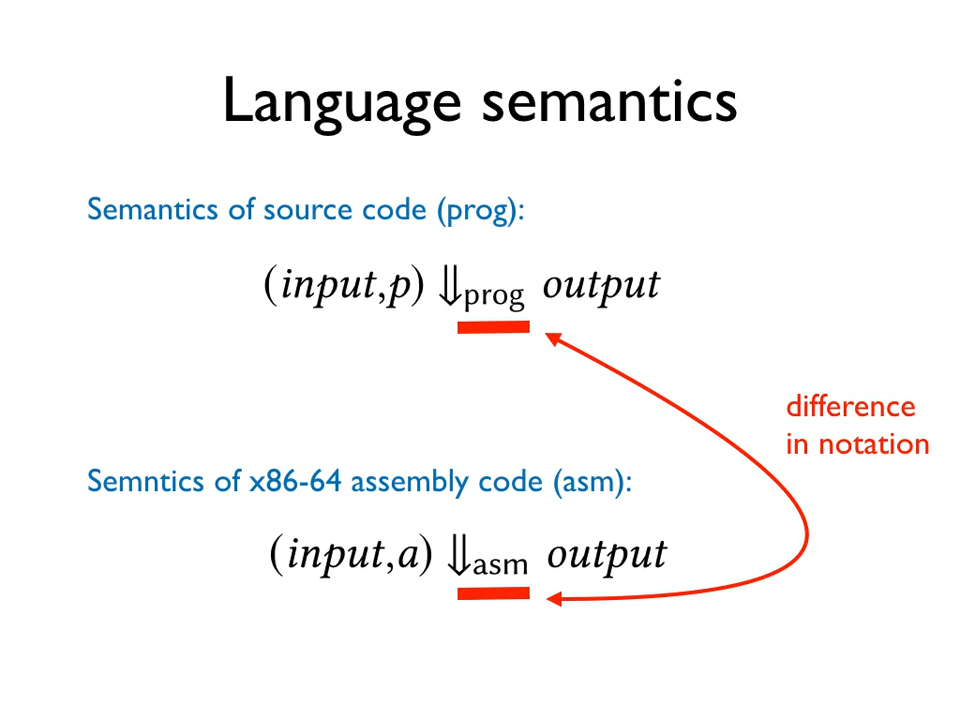 Language semantics
Semantics of source code (prog):
(input,p) ⇓prog output
difference
in notation
Semntics of x86-64 assembly code (asm):
(input,a) ⇓asm output